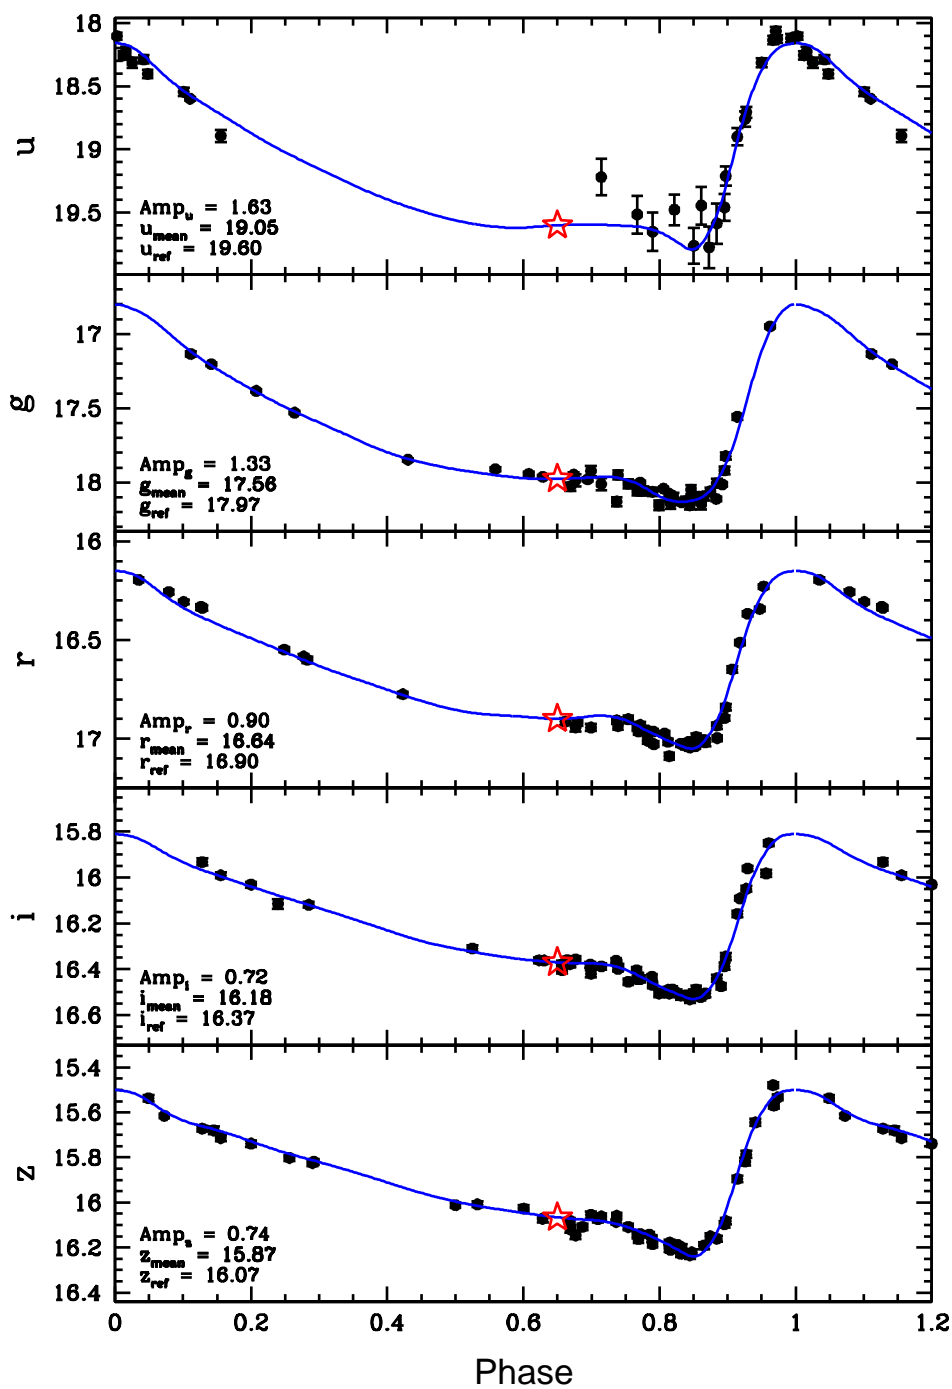 18
18.5
19
19.5
u
Amp_u = 1.63
u_mean = 19.05
u_ref = 19.60
17
17.5
18
g
Amp_g = 1.33
g_mean = 17.56
g_ref = 17.97
16
16.5
17
r
Amp_r = 0.90
r_mean = 16.64
r_ref = 16.90
15.8
16
16.2
16.4
16.6
i
Amp_i = 0.72
i_mean = 16.18
i_ref = 16.37
15.4
15.6
15.8
16
16.2
16.4
z
Amp_z = 0.74
z_mean = 15.87
z_ref = 16.07
0 0.2 0.4 0.6 0.8 1 1.2
Phase